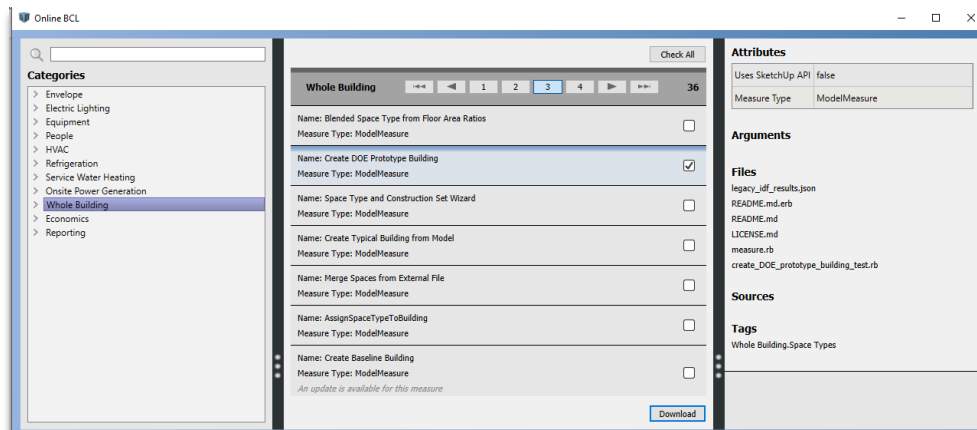 Online BCL
Categories
Envelope
Electric Lighting
Equipment
People
HVAC
Refrigeration
Service Water Heating
Onsite Power Generation
Whole Building
Economics
Reporting
Check All
Whole Building 1 2 3 4 36
Name: Blended Space Type from Floor Area Ratios
Measure Type: ModelMeasure
Name: Create DOE Prototype Building
Measure Type: ModelMeasure
Name: Space Type and Construction Set Wizard
Measure Type: ModelMeasure
Name: Create Typical Building from Model
Measure Type: ModelMeasure
Name: Merge Spaces from External File
Measure Type: ModelMeasure
Name: AssignSpaceTypeToBuilding
Measure Type: ModelMeasure
Name: Create Baseline Building
Measure Type: ModelMeasure
An update is available for this measure
Download
Attributes
Uses SketchUp API false
Measure Type ModelMeasure
Arguments
Files
legacy_idf_results.json
README.md.erb
README.md
LICENSE.md
measure.rb
create_DOE_prototype_building_test.rb
Sources
Tags
Whole Building.Space Types